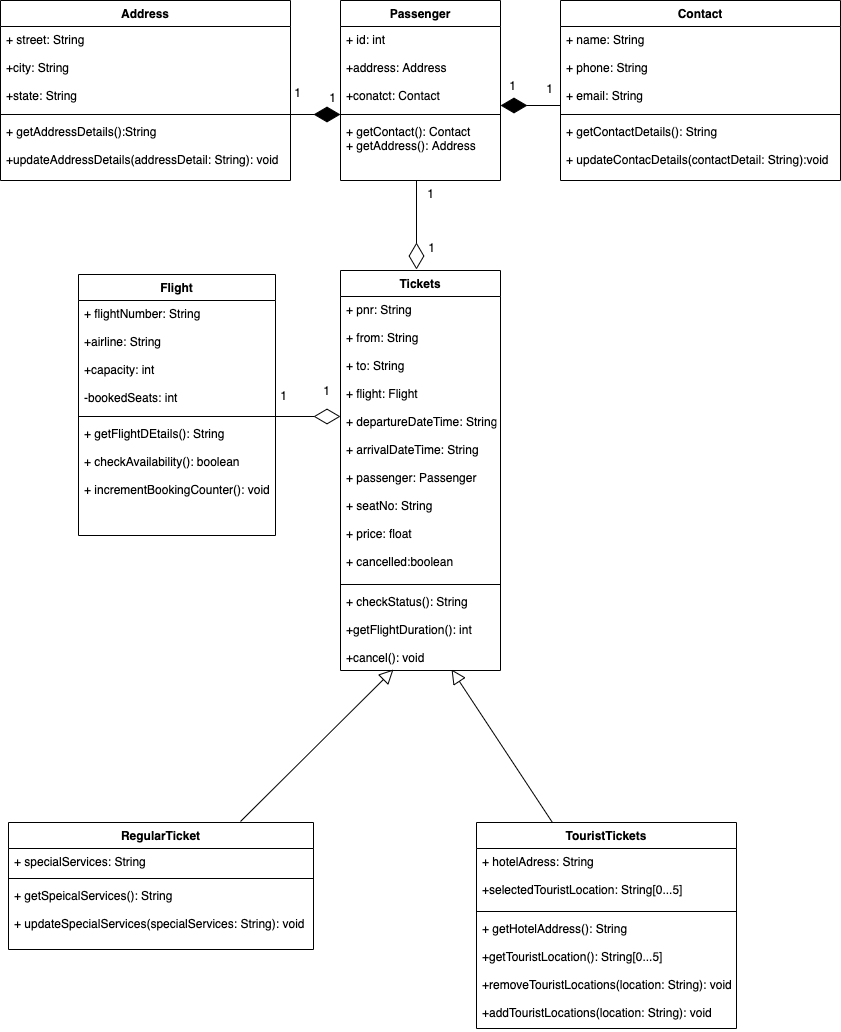 Address
+ street: String
+city: String
+state: String
+ getAddressDetails():String
+updateAddressDetails(addressDetail: String): void
1
1
Passenger
+ id: int
+address: Address
+conatct: Contact
+ getContact(): Contact
+ getAddress(): Address
1
1
Contact
+ name: String
+ phone: String
+ email: String
+ getContactDetails(): String
+ updateContacDetails(contactDetail: String):void
1
1
Flight
+ flightNumber: String
+airline: String
+capacity: int
-bookedSeats: int
+ getFlightDEtails(): String
+ checkAvailability(): boolean
+ incrementBookingCounter(): void
1
1
Tickets
+ pnr: String
+ from: String
+ to: String
+ flight: Flight
+ departureDateTime: String
+ arrivalDateTime: String
+ passenger: Passenger
+ seatNo: String
+ price: float
+ cancelled:boolean
+ checkStatus(): String
+getFlightDuration(): int
+cancel(): void
RegularTicket
+ specialServices: String
+ getSpeicalServices(): String
+ updateSpecialServices(specialServices: String): void
TouristTickets
+ hotelAdress: String
+selectedTouristLocation: String[0...5]
+ getHotelAddress(): String
+getTouristLocation(): String[0...5]
+removeTouristLocations(location: String): void
+addTouristLocations(location: String): void